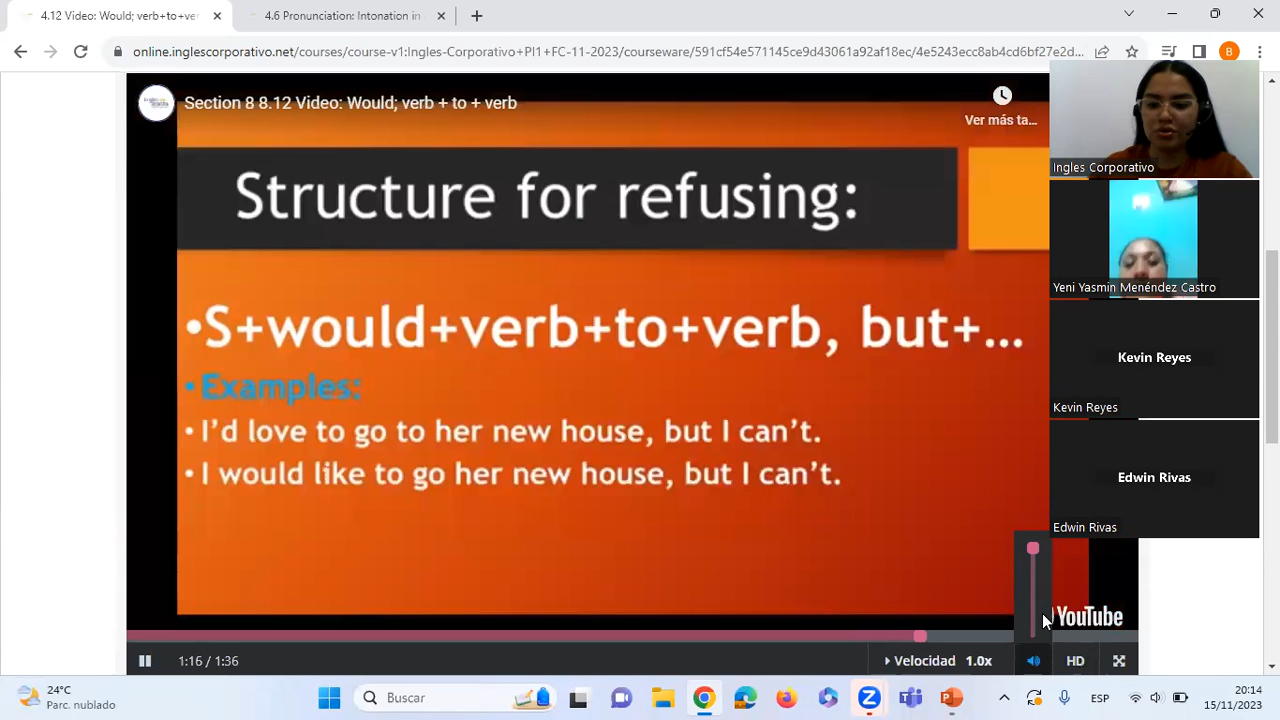 4.12 Video: Would; verb+to+ver
4.6 Pronunciation: Intonation in
online.inglescorporativo.net/courses/course-v1:Ingles-Corporativo+PI1+FC-11-2023/courseware/591cf54e571145ce9d43061a92af18ec/4e5243ecc8ab4cd6bf27e2d...
B
Section 8 8.12 Video: Would; verb + to + verb
Ver más ta...
Structure for refusing:
•S+would+verb+to+verb, but+...
• Examples:
• I'd love to go to her new house, but I can't.
• I would like to go her new house, but I can't.
Ingles Corporativo
Yeni Yasmin Menéndez Castro
Kevin Reyes
Kevin Reyes
Edwin Rivas
Edwin Rivas
YouTube
1:16 / 1:36
Velocidad 1.0x
HD
24°C
Parc. nublado
Buscar
ESP
20:14
15/11/2023